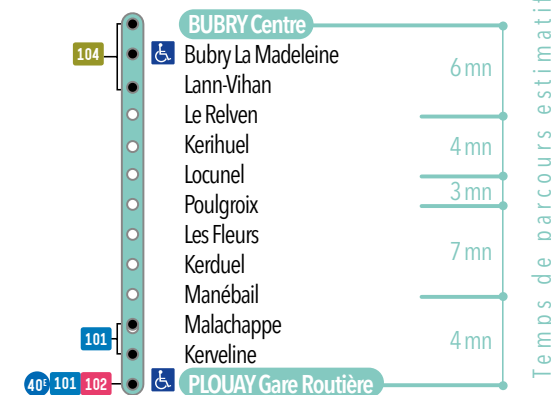 BUBRY Centre
104 Bubry La Madeleine
Lann-Vihan
6 mn
Le Relven
Kerihuel
4 mn
Locunel
3 mn
Poulgroix
Les Fleurs
7 mn
Kerduel
Manébail
Malachappe
101
4 mn
Kerveline
40E 101 102 PLOUAY Gare Routière
Temps de parcours estimatif